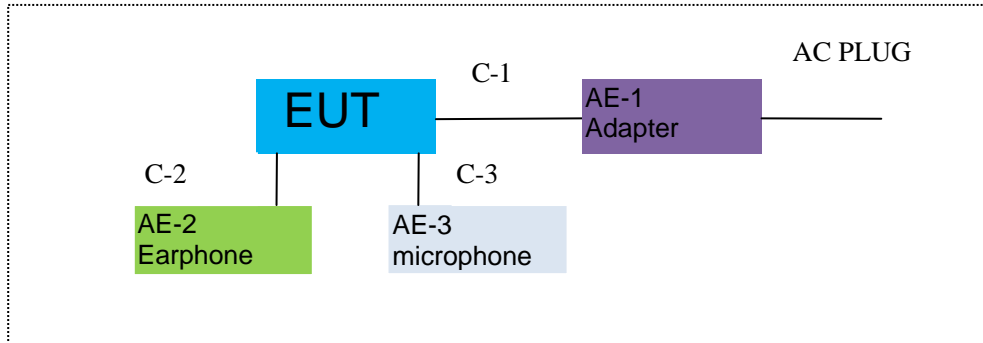 AC PLUG
C-1
EUT
AE-1
Adapter
C-2
C-3
AE-2
Earphone
AE-3
microphone